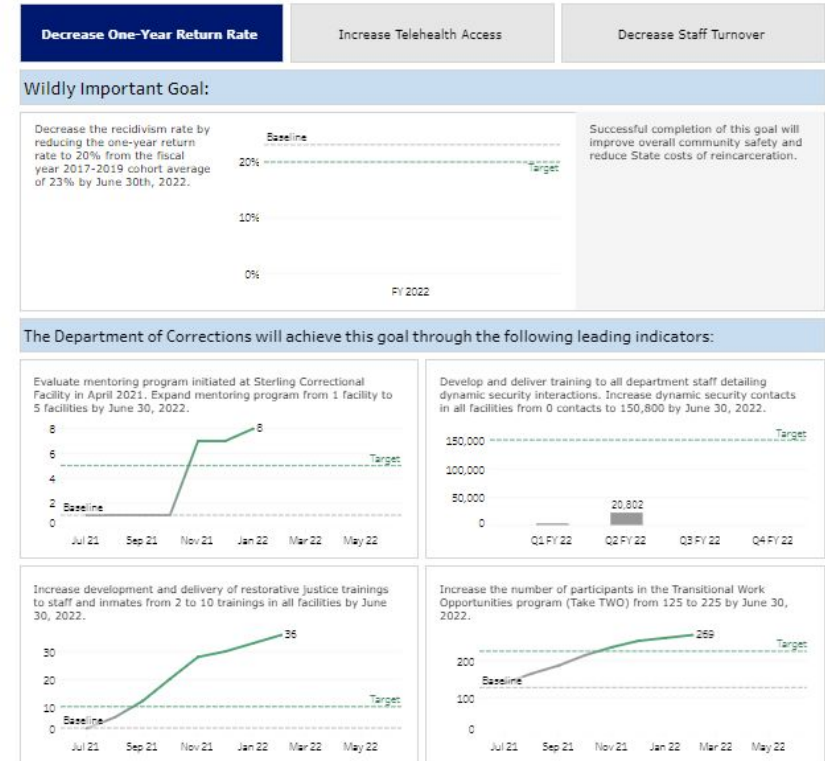 Decrease One-Year Return Rate
Increase Telehealth Access
Decrease Staff Turnover
Wildly Important Goal:
Decrease the recidivism rate by
reducing the one-year return
rate to 20% from the fiscal
year 2017-2019 cohort average
of 23% by June 30th, 2022.
Baseline
20%
Target
10%
0%
FY 2022
Successful completion of this goal will
improve overall community safety and
reduce State costs of reincarceration.
The Department of Corrections will achieve this goal through the following leading indicators:
Evaluate mentoring program initiated at Sterling Correctional
Facility in April 2021. Expand mentoring program from 1 facility to
5 facilities by June 30, 2022.
8
8
6
Target
4
2
Baseline
0
Jul 21 Sep 21 Nov 21 Jan 22 Mar 22 May 22
Develop and deliver training to all department staff detailing
dynamic security interactions. Increase dynamic security contacts
in all facilities from 0 contacts to 150,800 by June 30, 2022.
Target
150,000
100,000
50,000
20,802
0
Q1 FY 22 Q2 FY 22 Q3 FY 22 Q4 FY 22
Increase development and delivery of restorative justice trainings
to staff and inmates from 2 to 10 trainings in all facilities by June
30, 2022.
36
30
20
Target
10
Baseline
0
Jul 21 Sep 21 Nov 21 Jan 22 Mar 22 May 22
Increase the number of participants in the Transitional Work
Opportunities program (Take TWO) from 125 to 225 by June 30,
2022.
269
Target
200
Baseline
100
0
Jul 21 Sep 21 Nov 21 Jan 22 Mar 22 May 22